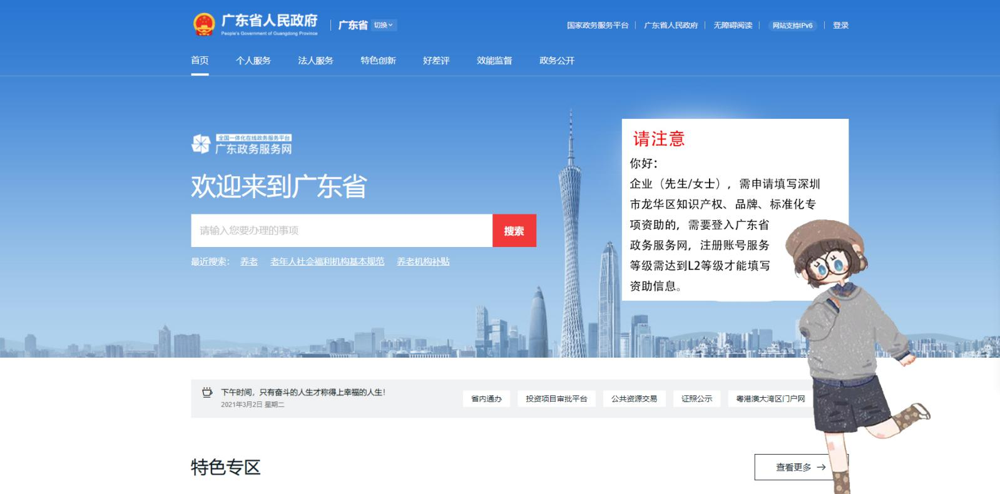 广东省人民政府
People's Government of Guangdong Province
广东省 切换
国家政务服务平台 广东省人民政府 无障碍阅读 网站支持IPv6 登录
首页 个人服务 法人服务 特色创新 好差评 效能监督 政务公开
全国一体化在线政务服务平台
广东政务服务网
欢迎来到广东省
请输入您要办理的事项 搜索
最近搜索： 养老 老年人社会福利机构基本规范 养老机构补贴
请注意
你好：
企业（先生/女士），需申请填写深圳
市龙华区知识产权、品牌、标准化专
项资助的，需要登入广东省
政务服务网，注册账号服务
等级需达到L2等级才能填写
资助信息。
下午时间，只有奋斗的人生才称得上幸福的人生！
2021年3月2日 星期二
省内通办 投资项目审批平台 公共资源交易 证照公示 粤港澳大湾区门户网
特色专区
查看更多 →